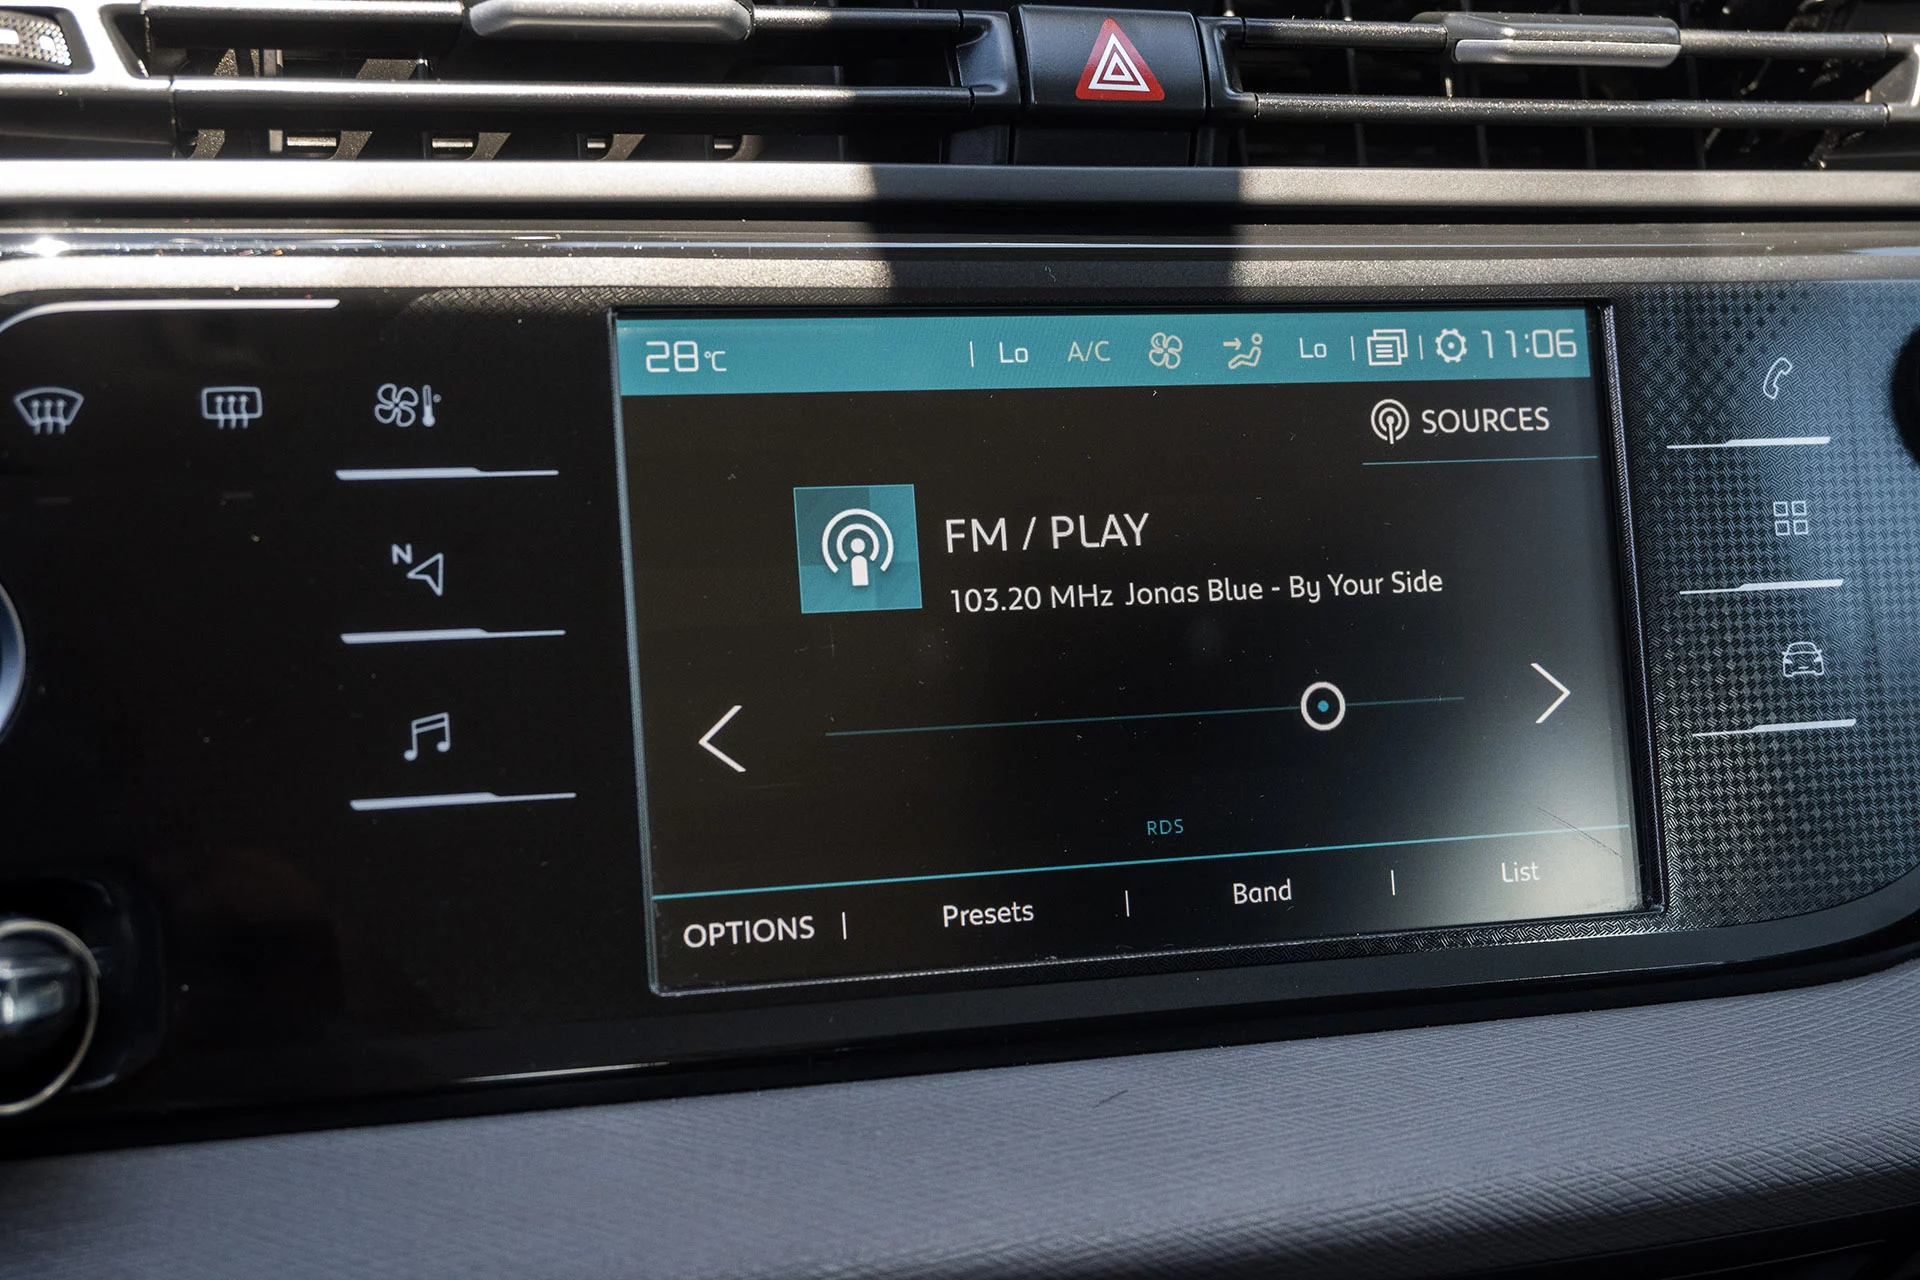 28°C | Lo A/C Lo | | 11:06
SOURCES
FM / PLAY
103.20 MHz Jonas Blue - By Your Side
N
RDS
OPTIONS | Presets | Band | List